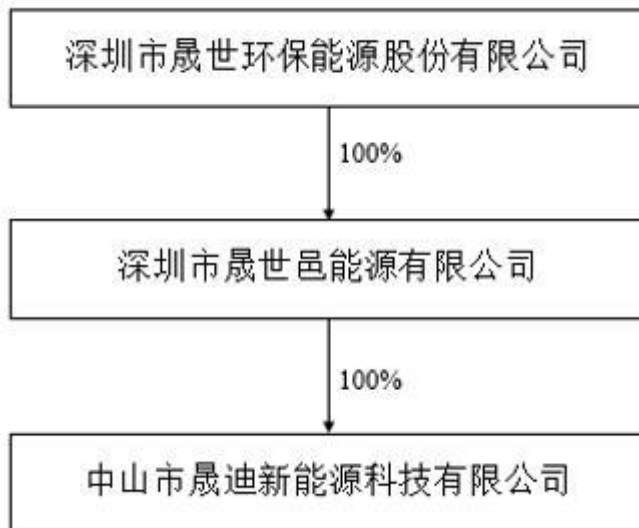 深圳市晟世环保能源股份有限公司
100%
深圳市晟世邑能源有限公司
100%
中山市晟迪新能源科技有限公司